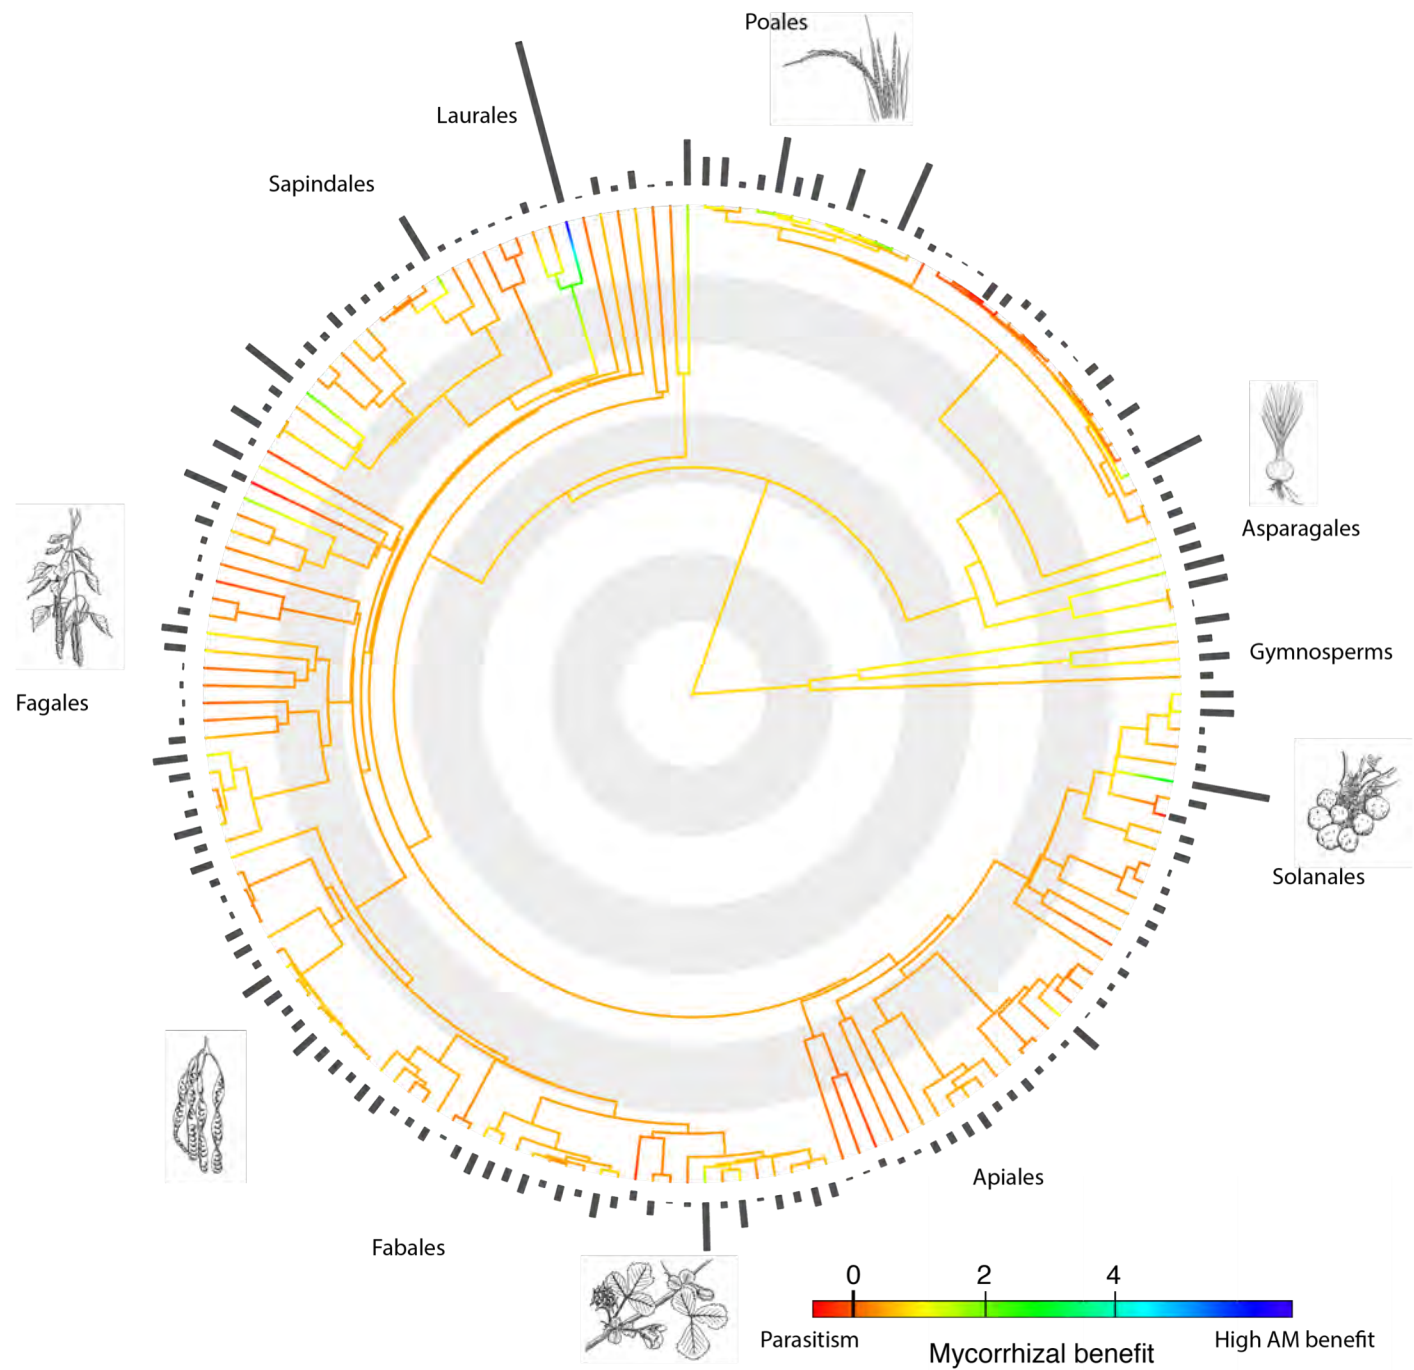 Poales
Laurales
Sapindales
Asparagales
Gymnosperms
Fagales
Solanales
Apiales
Fabales
0 2 4
Parasitism High AM benefit
Mycorrhizal benefit